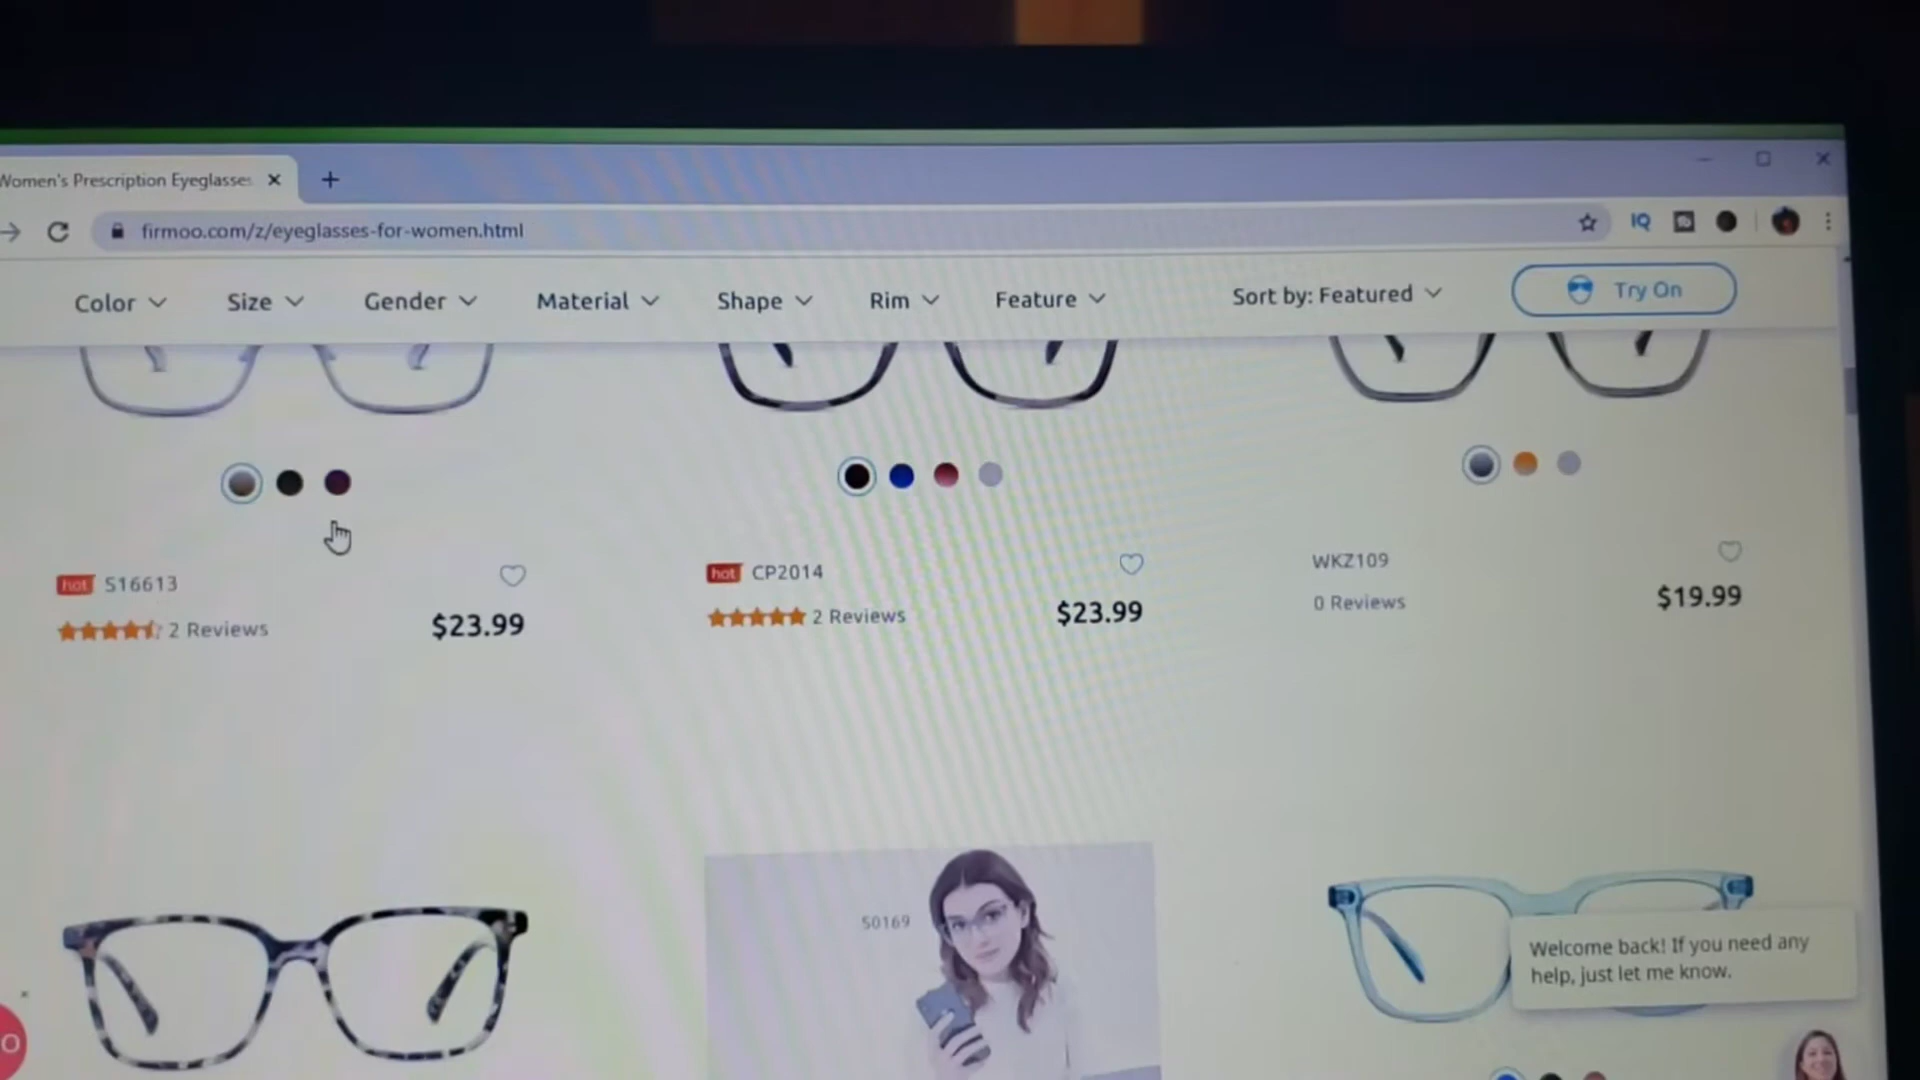 Women's Prescription Eyeglasses
firmoo.com/z/eyeglasses-for-women.html
IQ
Color Size Gender Material Shape Rim Feature Sort by: Featured Try On
hot S16613
2 Reviews $23.99
hot CP2014
2 Reviews $23.99
WKZ109
0 Reviews $19.99
S0169
Welcome back! If you need any
help, just let me know.